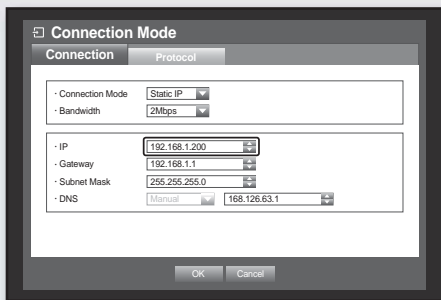 Connection Mode
Connection Protocol
· Connection Mode Static IP
· Bandwidth 2Mbps
· IP 192.168.1.200
· Gateway 192.168.1.1
· Subnet Mask 255.255.255.0
· DNS Manual 168.126.63.1
OK Cancel